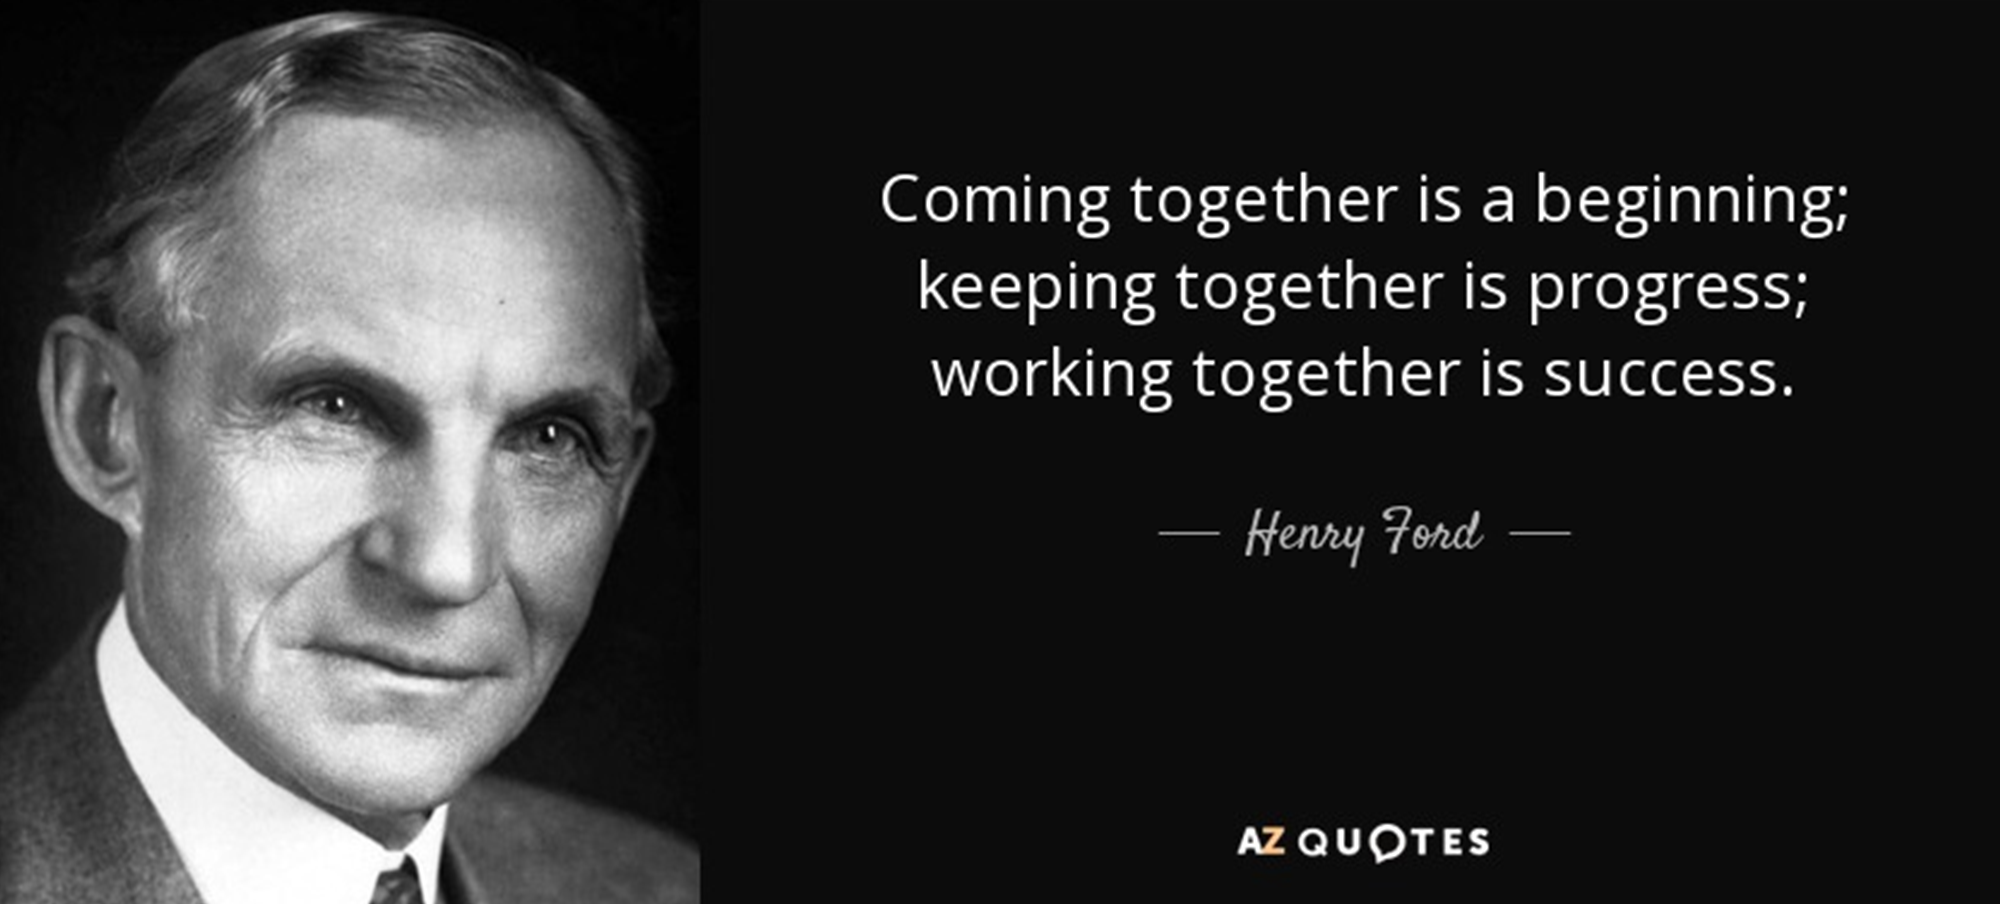 Coming together is a beginning;
keeping together is progress;
working together is success.
— Henry Ford —
AZ QUOTES